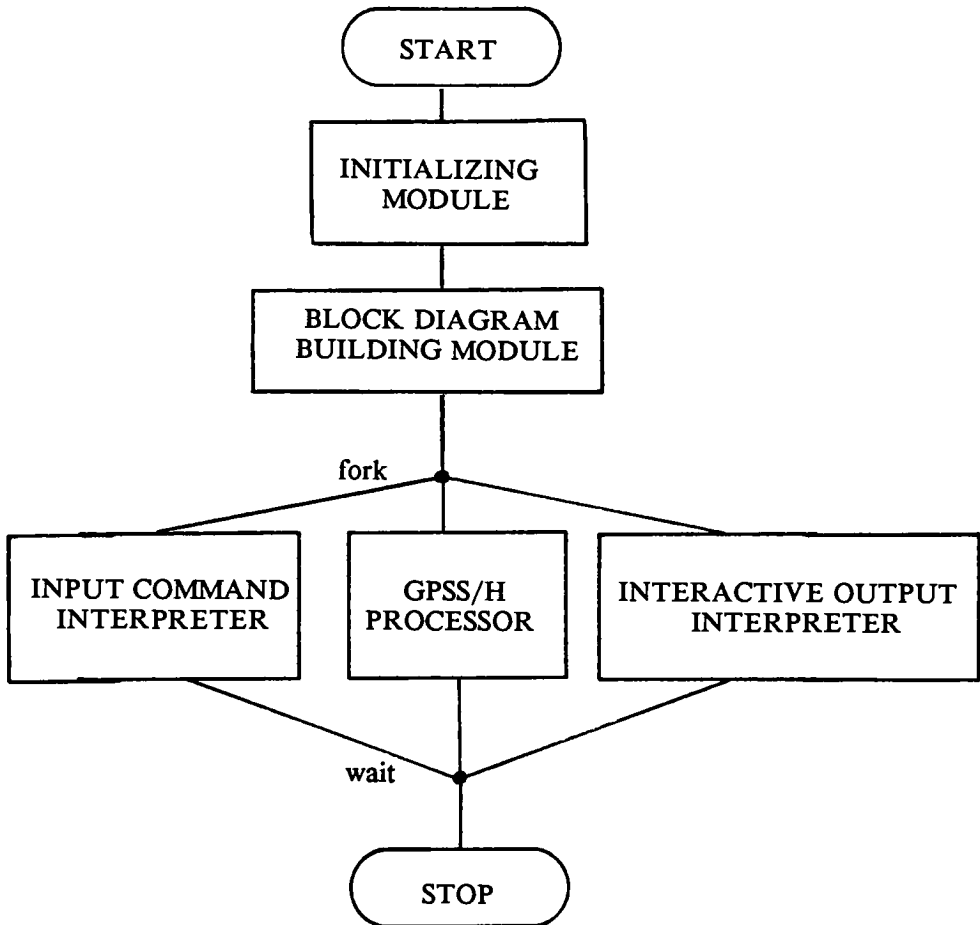 START
INITIALIZING
MODULE
BLOCK DIAGRAM
BUILDING MODULE
fork
INPUT COMMAND
INTERPRETER
GPSS/H
PROCESSOR
INTERACTIVE OUTPUT
INTERPRETER
wait
STOP